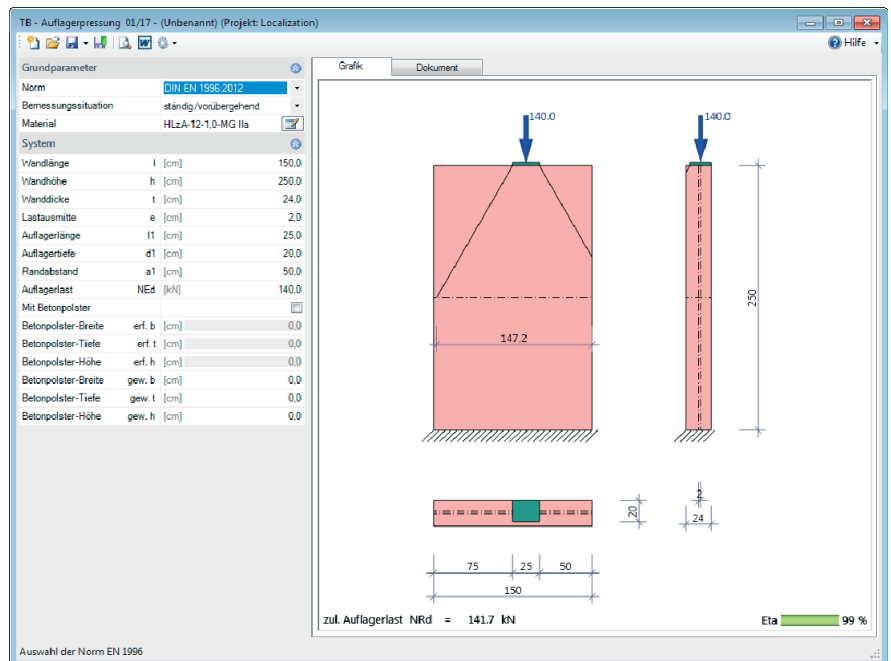 TB - Auflagerpressung 01/17 - (Unbenannt) (Projekt: Localization)
Hilfe
Grundparameter
Norm DIN EN 1996:2012
Bemessungssituation ständig/vorübergehend
Material HLzA-12-1,0-MG IIa
System
Wandlänge l [cm] 150,0
Wandhöhe h [cm] 250,0
Wanddicke t [cm] 24,0
Lastausmitte e [cm] 2,0
Auflagerlänge l1 [cm] 25,0
Auflagertiefe d1 [cm] 20,0
Randabstand a1 [cm] 50,0
Auflagerlast NEd [kN] 140,0
Mit Betonpolster
Betonpolster-Breite erf. b [cm] 0,0
Betonpolster-Tiefe erf. t [cm] 0,0
Betonpolster-Höhe erf. h [cm] 0,0
Betonpolster-Breite gew. b [cm] 0,0
Betonpolster-Tiefe gew. t [cm] 0,0
Betonpolster-Höhe gew. h [cm] 0,0
Grafik Dokument
140.0 140.0
250
147,2
2
20
24
75 25 50
150
zul. Auflagerlast NRd = 141.7 kN
Eta 99 %
Auswahl der Norm EN 1996